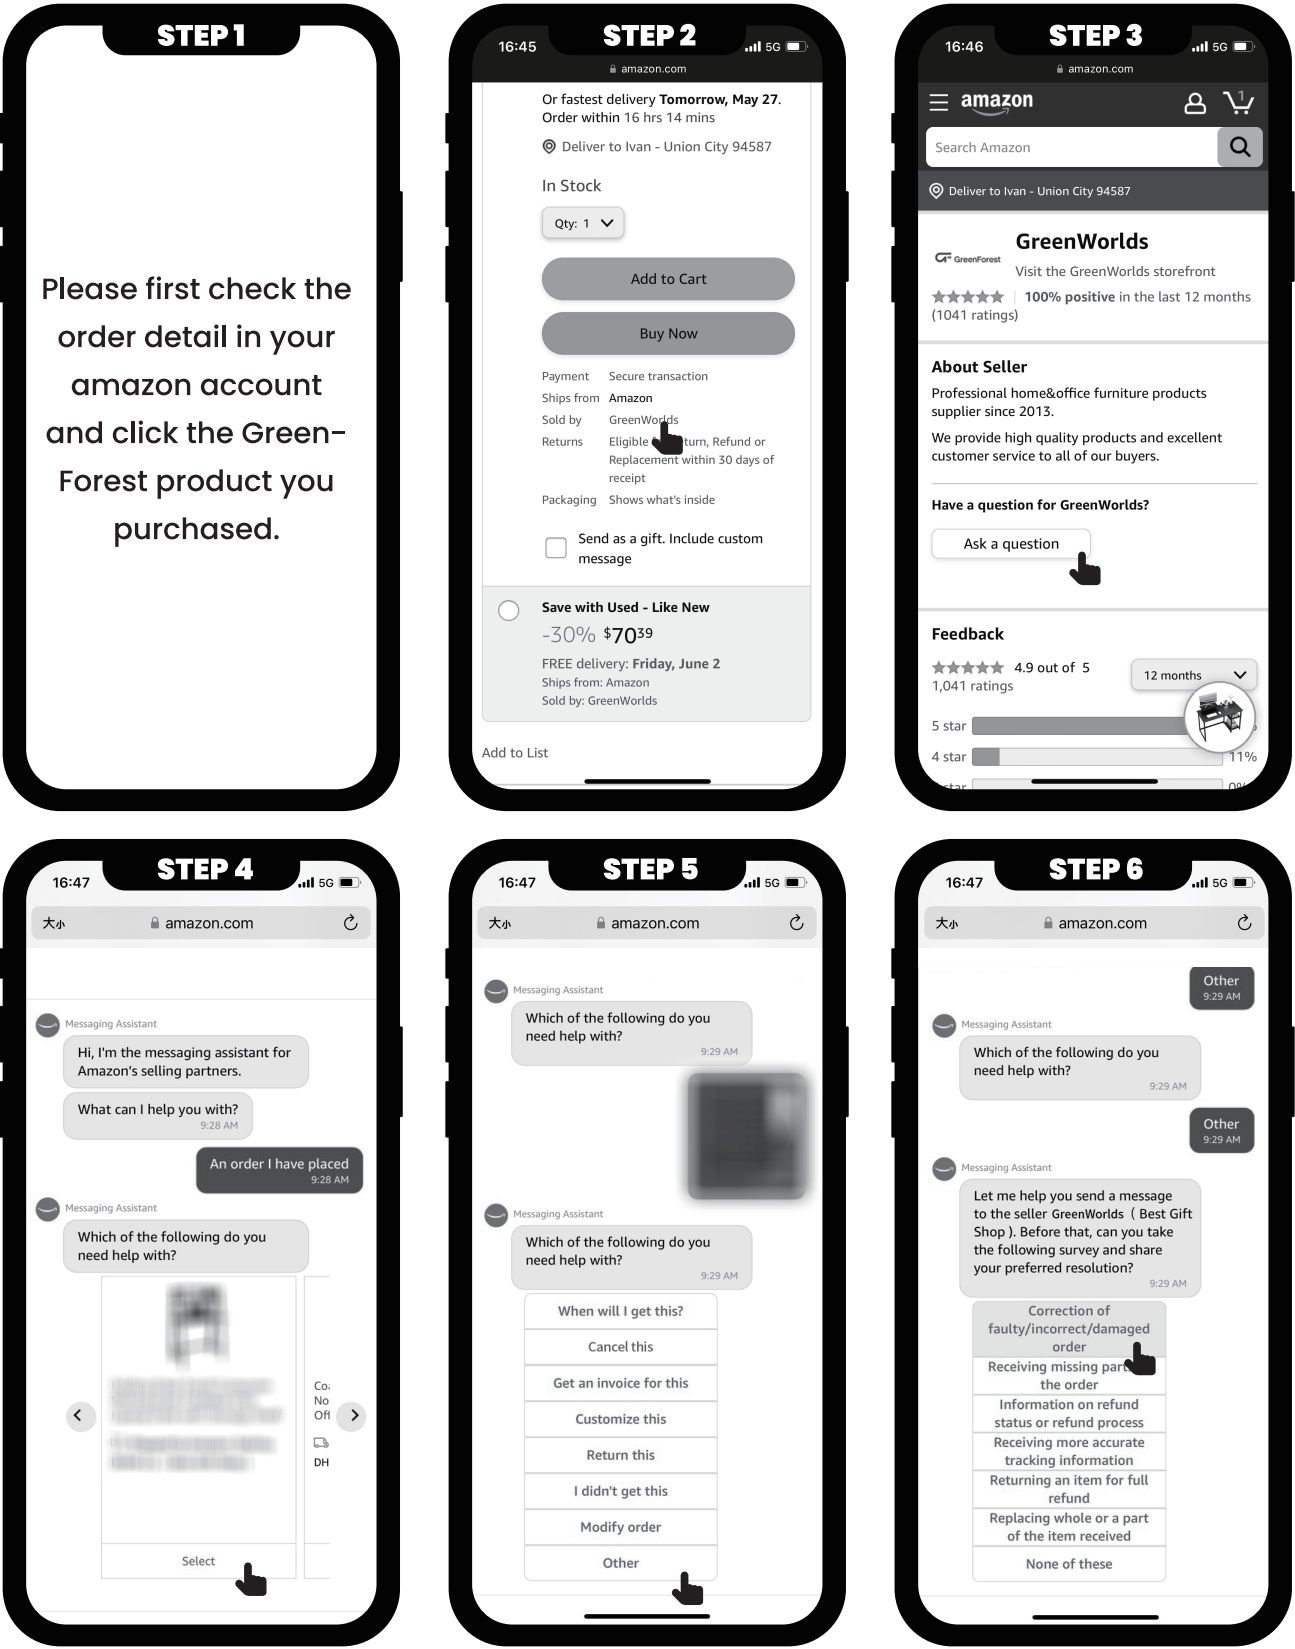 STEP 1
Please first check the
order detail in your
amazon account
and click the Green-
Forest product you
purchased.
STEP 2
16:45
5G
amazon.com
Or fastest delivery Tomorrow, May 27.
Order within 16 hrs 14 mins
Deliver to Ivan - Union City 94587
In Stock
Qty: 1
Add to Cart
Buy Now
Payment Secure transaction
Ships from Amazon
Sold by GreenWorlds
Returns Eligible turn, Refund or
Replacement within 30 days of
receipt
Packaging Shows what's inside
Send as a gift. Include custom
message
Save with Used - Like New
-30% $7039
FREE delivery: Friday, June 2
Ships from: Amazon
Sold by: GreenWorlds
Add to List
STEP 3
16:46
5G
amazon.com
amazon
1
Search Amazon
Deliver to Ivan - Union City 94587
GreenForest
GreenWorlds
Visit the GreenWorlds storefront
100% positive in the last 12 months
(1041 ratings)
About Seller
Professional home&office furniture products
supplier since 2013.
We provide high quality products and excellent
customer service to all of our buyers.
Have a question for GreenWorlds?
Ask a question
Feedback
4.9 out of 5
1,041 ratings
12 months
5 star
4 star 11%
star 0%
STEP 4
16:47
5G
大小
amazon.com
Messaging Assistant
Hi, I'm the messaging assistant for
Amazon's selling partners.
What can I help you with?
9:28 AM
An order I have placed
9:28 AM
Messaging Assistant
Which of the following do you
need help with?
No
DH
Select
STEP 5
16:47
5G
大小
amazon.com
Messaging Assistant
Which of the following do you
need help with?
9:29 AM
Messaging Assistant
Which of the following do you
need help with?
9:29 AM
When will I get this?
Cancel this
Get an invoice for this
Customize this
Return this
I didn't get this
Modify order
Other
STEP 6
16:47
5G
大小
amazon.com
Other
9:29 AM
Messaging Assistant
Which of the following do you
need help with?
9:29 AM
Other
9:29 AM
Messaging Assistant
Let me help you send a message
to the seller GreenWorlds ( Best Gift
Shop ). Before that, can you take
the following survey and share
your preferred resolution?
9:29 AM
Correction of
faulty/incorrect/damaged
order
Receiving missing par
the order
Information on refund
status or refund process
Receiving more accurate
tracking information
Returning an item for full
refund
Replacing whole or a part
of the item received
None of these